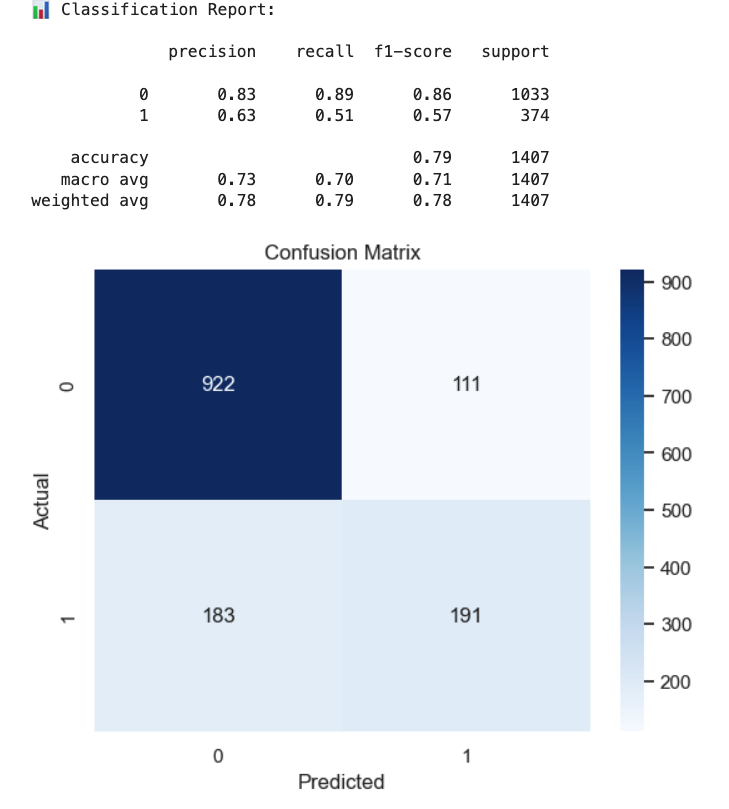 📊 Classification Report:
precision recall f1-score support
0 0.83 0.89 0.86 1033
1 0.63 0.51 0.57 374
accuracy 0.79 1407
macro avg 0.73 0.70 0.71 1407
weighted avg 0.78 0.79 0.78 1407
Confusion Matrix
900
800
700
600
500
400
300
200
Actual
0
922 111
1
183 191
0 1
Predicted